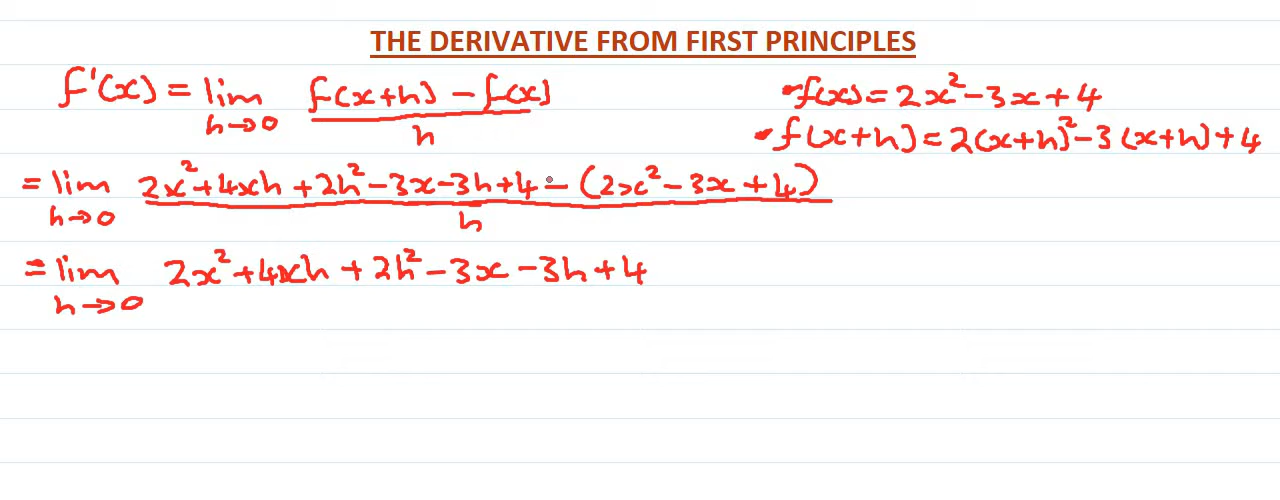 THE DERIVATIVE FROM FIRST PRINCIPLES
f'(x) = lim h→0 f(x+h) - f(x) / h
f(x) = 2x² - 3x + 4
f(x+h) = 2(x+h)² - 3(x+h) + 4
= lim h→0 2x² + 4xh + 2h² - 3x - 3h + 4 - (2x² - 3x + 4) / h
= lim h→0 2x² + 4xh + 2h² - 3x - 3h + 4